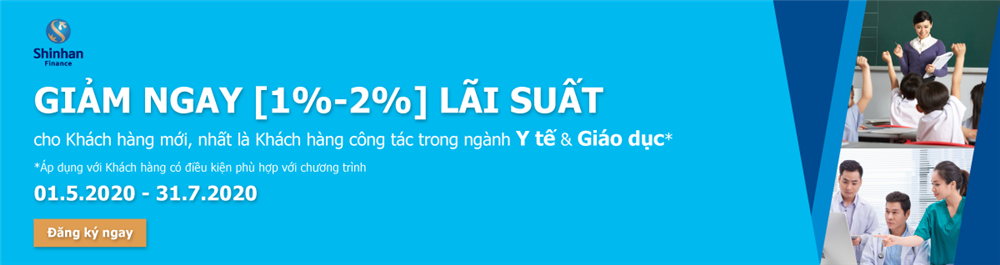 Shinhan
Finance
GIẢM NGAY [1%-2%] LÃI SUẤT
cho Khách hàng mới, nhất là Khách hàng công tác trong ngành Y tế & Giáo dục*
*Áp dụng với Khách hàng có điều kiện phù hợp với chương trình
01.5.2020 - 31.7.2020
Đăng ký ngay